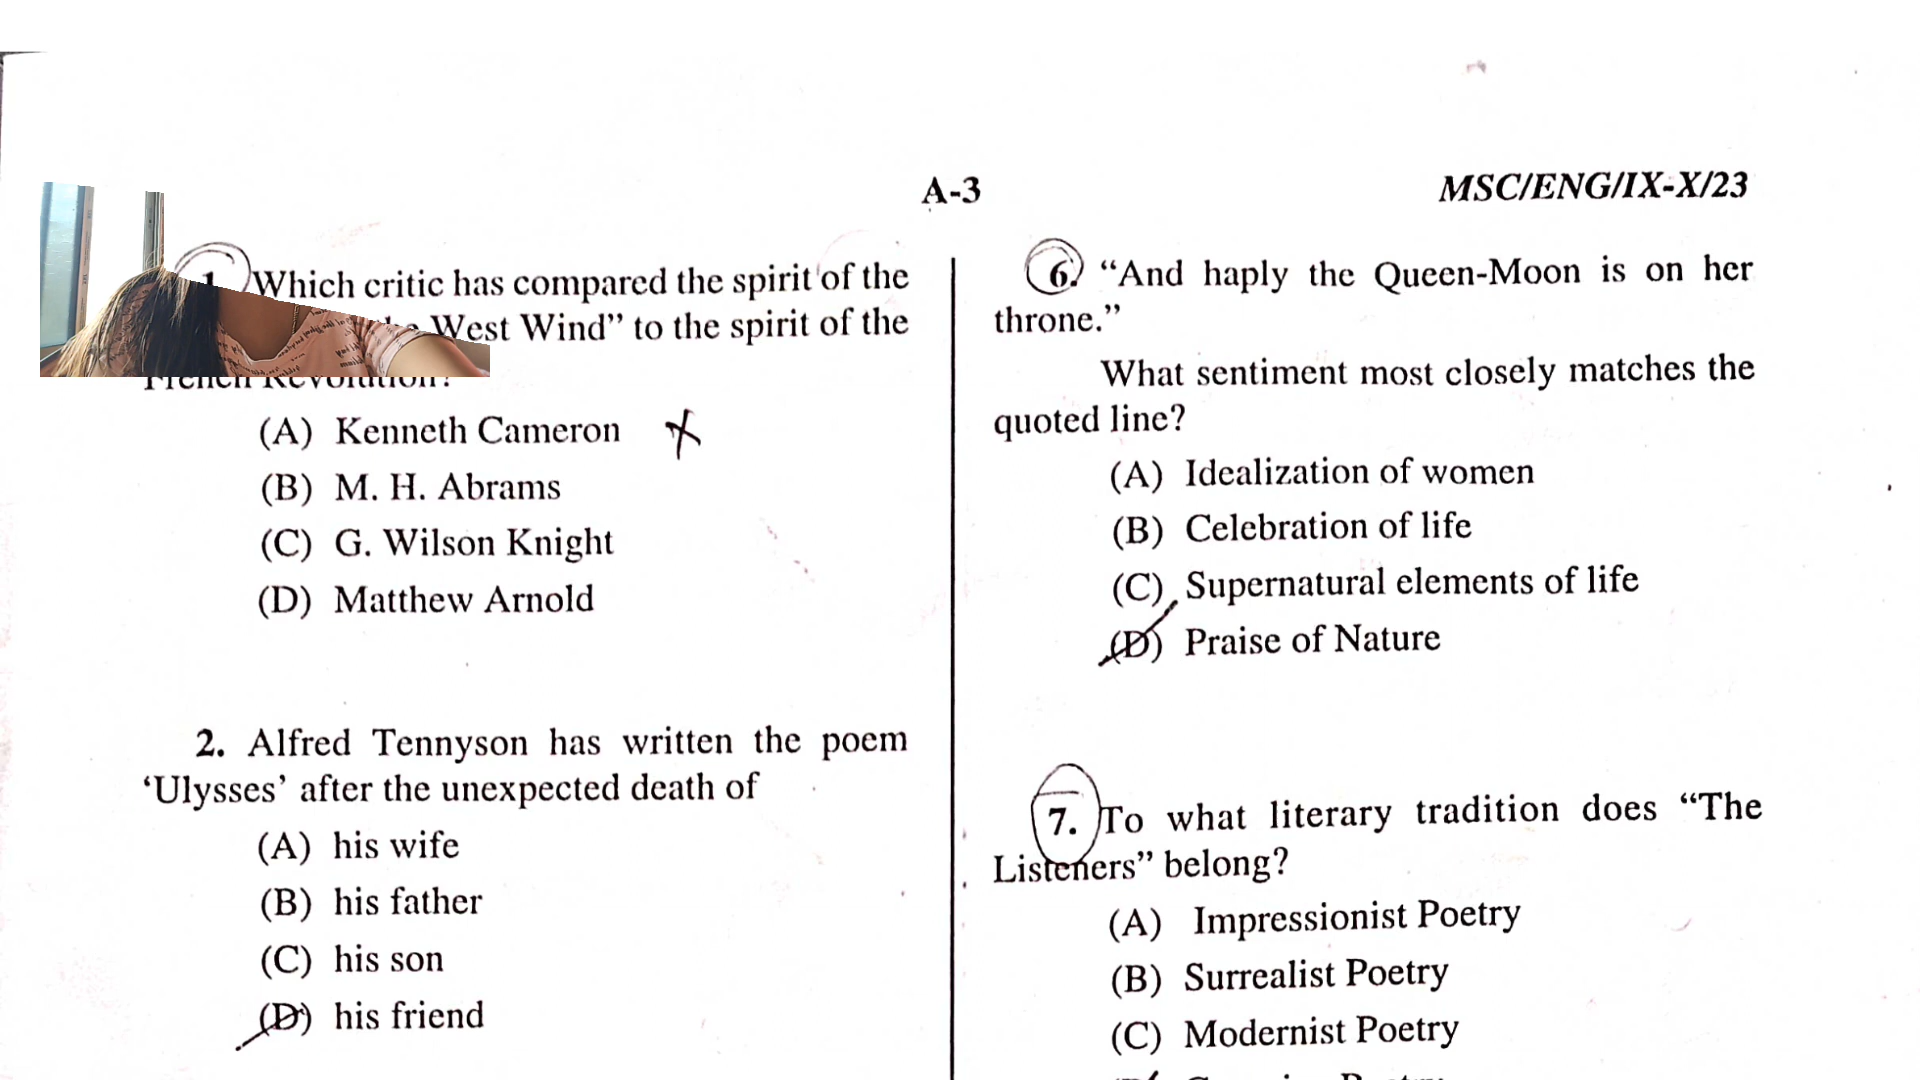 A-3
MSC/ENG/IX-X/23
1. Which critic has compared the spirit of the
West Wind” to the spirit of the
French Revolution?
(A) Kenneth Cameron
(B) M. H. Abrams
(C) G. Wilson Knight
(D) Matthew Arnold
2. Alfred Tennyson has written the poem
‘Ulysses’ after the unexpected death of
(A) his wife
(B) his father
(C) his son
(D) his friend
6. “And haply the Queen-Moon is on her
throne.”
What sentiment most closely matches the
quoted line?
(A) Idealization of women
(B) Celebration of life
(C) Supernatural elements of life
(D) Praise of Nature
7. To what literary tradition does “The
Listeners” belong?
(A) Impressionist Poetry
(B) Surrealist Poetry
(C) Modernist Poetry